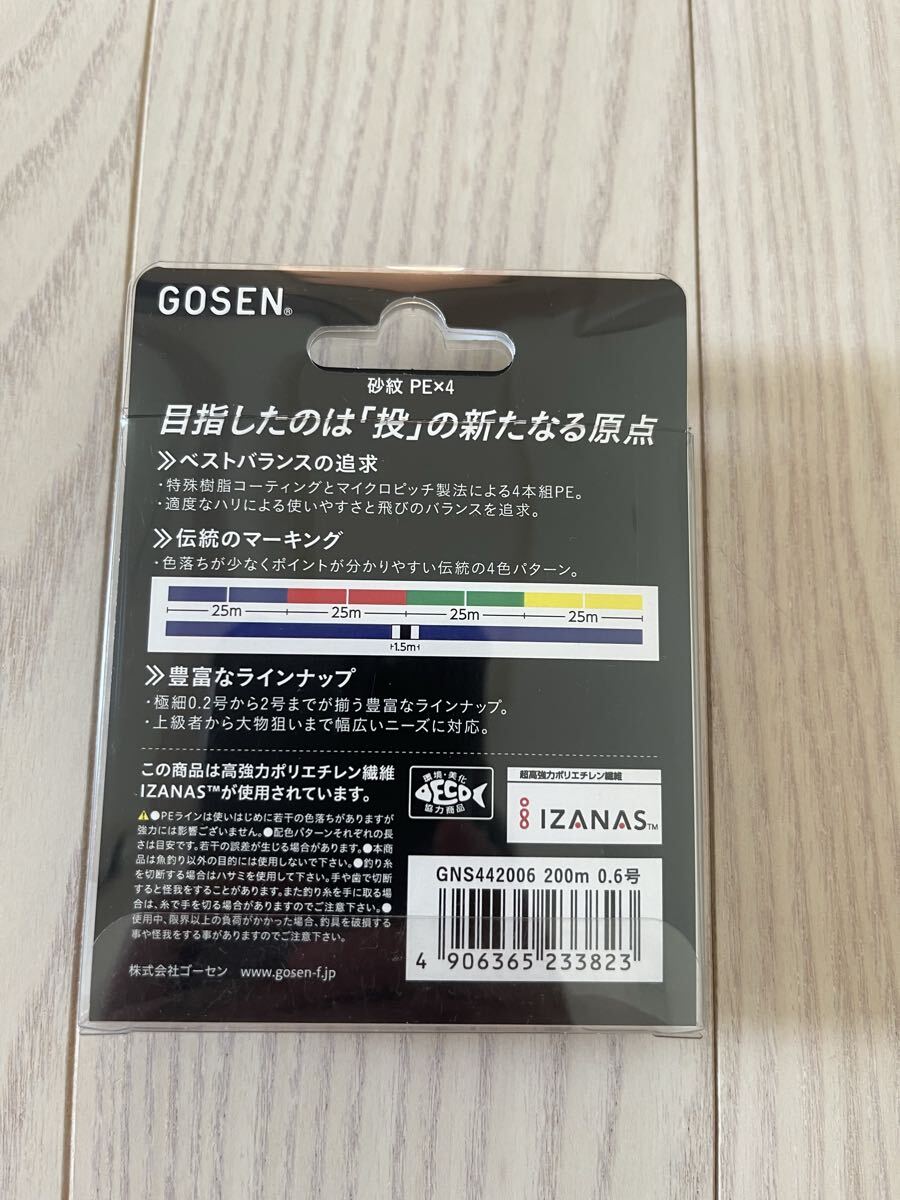 GOSEN®
砂紋 PE×4
目指したのは「投」の新たなる原点
≫ベストバランスの追求
・特殊樹脂コーティングとマイクロピッチ製法による4本組PE。
・適度なハリによる使いやすさと飛びのバランスを追求。
≫伝統のマーキング
・色落ちが少なくポイントが分かりやすい伝統の4色パターン。
25m 25m 25m 25m
1.5m
≫豊富なラインナップ
・極細0.2号から2号までが揃う豊富なラインナップ。
・上級者から大物狙いまで幅広いニーズに対応。
この商品は高強力ポリエチレン繊維
IZANAS™が使用されています。
環境・美化
ECO
協力商品
超高強力ポリエチレン繊維
IZANAS™
⚠●PEラインは使いはじめに若干の色落ちがありますが
強力には影響ございません。●配色パターンそれぞれの長
さは目安です。若干の誤差が生じる場合があります。●本商
品は魚釣り以外の目的には使用しないで下さい。●釣り糸
を切断する場合はハサミを使用して下さい。手や歯で切断
すると怪我をすることがあります。また釣り糸を手に取る場
合は、糸で手を切る場合がありますのでご注意下さい。●
使用中、限界以上の負荷がかかった場合、釣具を破損する
事や怪我をする事がありますのでご注意下さい。
株式会社ゴーセン www.gosen-f.jp
GNS442006 200m 0.6号
4 906365 233823